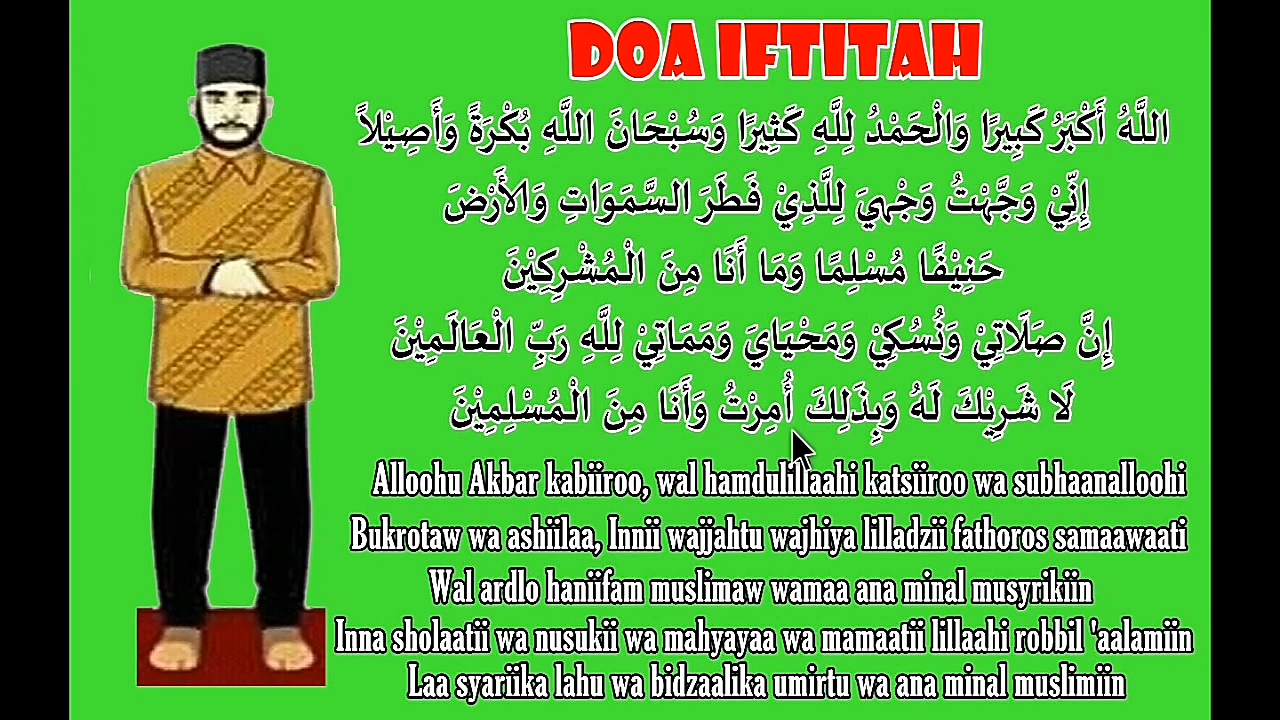 DOA IFTITAH
اللَّهُ أَكْبَرُ كَبِيرًا وَالْحَمْدُ لِلَّهِ كَثِيرًا وَسُبْحَانَ اللَّهِ بُكْرَةً وَأَصِيْلاً
إِنِّيْ وَجَّهْتُ وَجْهِيَ لِلَّذِيْ فَطَرَ السَّمَوَاتِ وَالأَرْضَ
حَنِيْفًا مُسْلِمًا وَمَا أَنَا مِنَ الْمُشْرِكِيْنَ
إِنَّ صَلَاتِيْ وَنُسُكِيْ وَمَحْيَايَ وَمَمَاتِيْ لِلَّهِ رَبِّ الْعَالَمِيْنَ
لَا شَرِيْكَ لَهُ وَبِذَلِكَ أُمِرْتُ وَأَنَا مِنَ الْمُسْلِمِيْنَ
Alloohu Akbar kabiiroo, wal hamdulillaahi katsiiroo wa subhaanalloohi
Bukrotaw wa ashiilaa, Innii wajjahtu wajhiya lilladzii fathoros samaawaati
Wal ardlo haniifam muslimaw wamaa ana minal musyrikiin
Inna sholaatii wa nusukii wa mahyayaa wa mamaatii lillaahi robbil 'aalamiin
Laa syariika lahu wa bidzaalika umirtu wa ana minal muslimiin